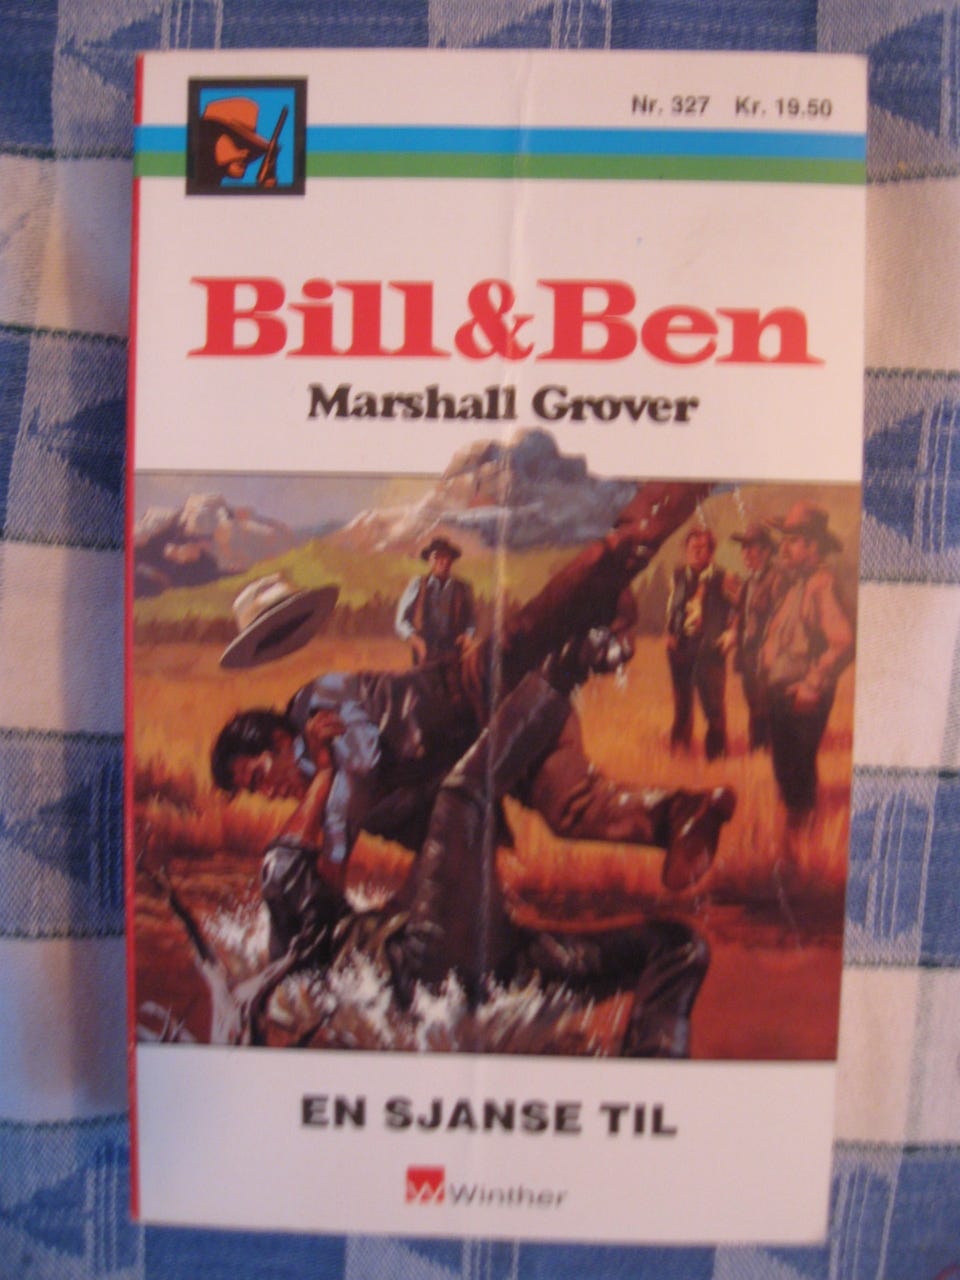 Nr. 327 Kr. 19.50
Bill & Ben
Marshall Grover
EN SJANSE TIL
Winther